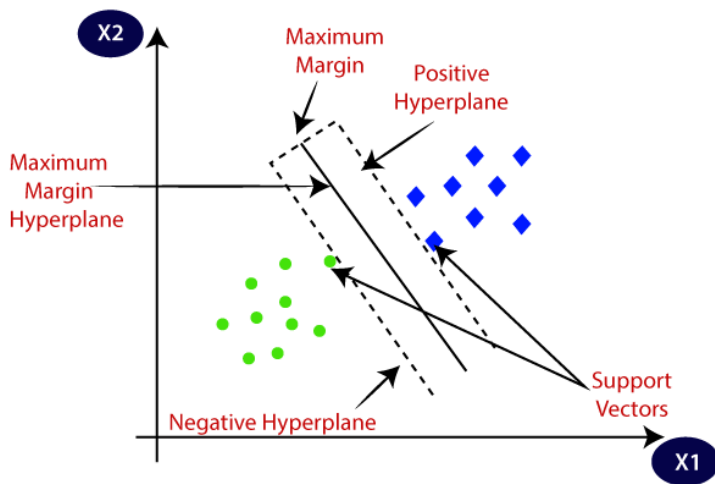 X2
Maximum
Margin
Positive
Hyperplane
Maximum
Margin
Hyperplane
Support
Vectors
Negative Hyperplane
X1